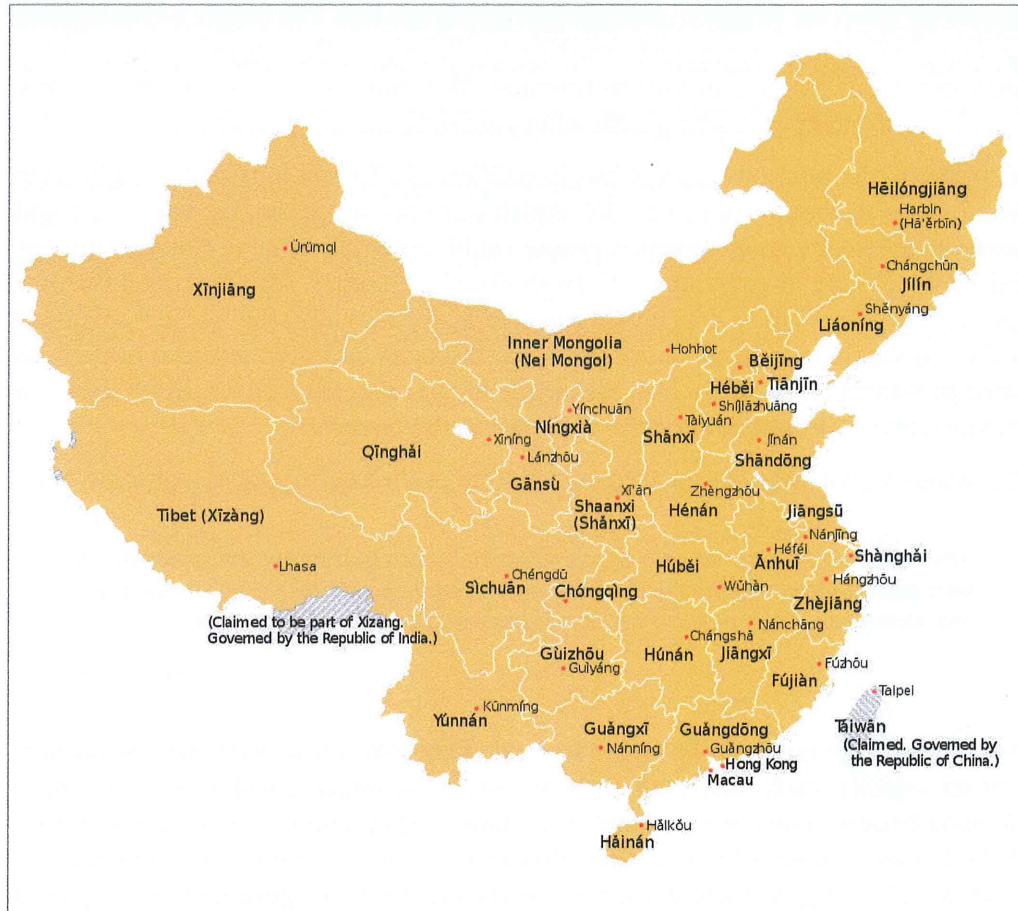 Hēilóngjiāng
Harbin
(Hā'ěrbīn)
Ürümqi
Chángchūn
Jílín
Xīnjiāng
Shěnyáng
Liáoníng
Inner Mongolia
(Nei Mongol)
Hohhot
Běijīng
Tiānjīn
Héběi
Shíjiāzhuāng
Yínchuān
Níngxià
Tàiyuán
Shānxī
Xīníng
Qīnghǎi
Lánzhōu
Jǐnán
Shāndōng
Gānsù
Zhèngzhōu
Xī'ān
Shaanxi
(Shǎnxī)
Hénán
Jiāngsū
Tibet (Xīzàng)
Nánjīng
Héféi
Ānhuī
Shànghǎi
Lhasa
Chéngdū
Sìchuān
Chóngqìng
Húběi
Wǔhàn
Hángzhōu
Zhèjiāng
(Claimed to be part of Xizang.
Governed by the Republic of India.)
Nánchāng
Chángshā
Jiāngxī
Húnán
Gùizhōu
Guìyáng
Fúzhōu
Fújiàn
Taipei
Kūnmíng
Yúnnán
Guǎngxī
Nánníng
Guǎngdōng
Guǎngzhōu
Hong Kong
Macau
Táiwān
(Claimed. Governed by
the Republic of China.)
Hǎikǒu
Hǎinán